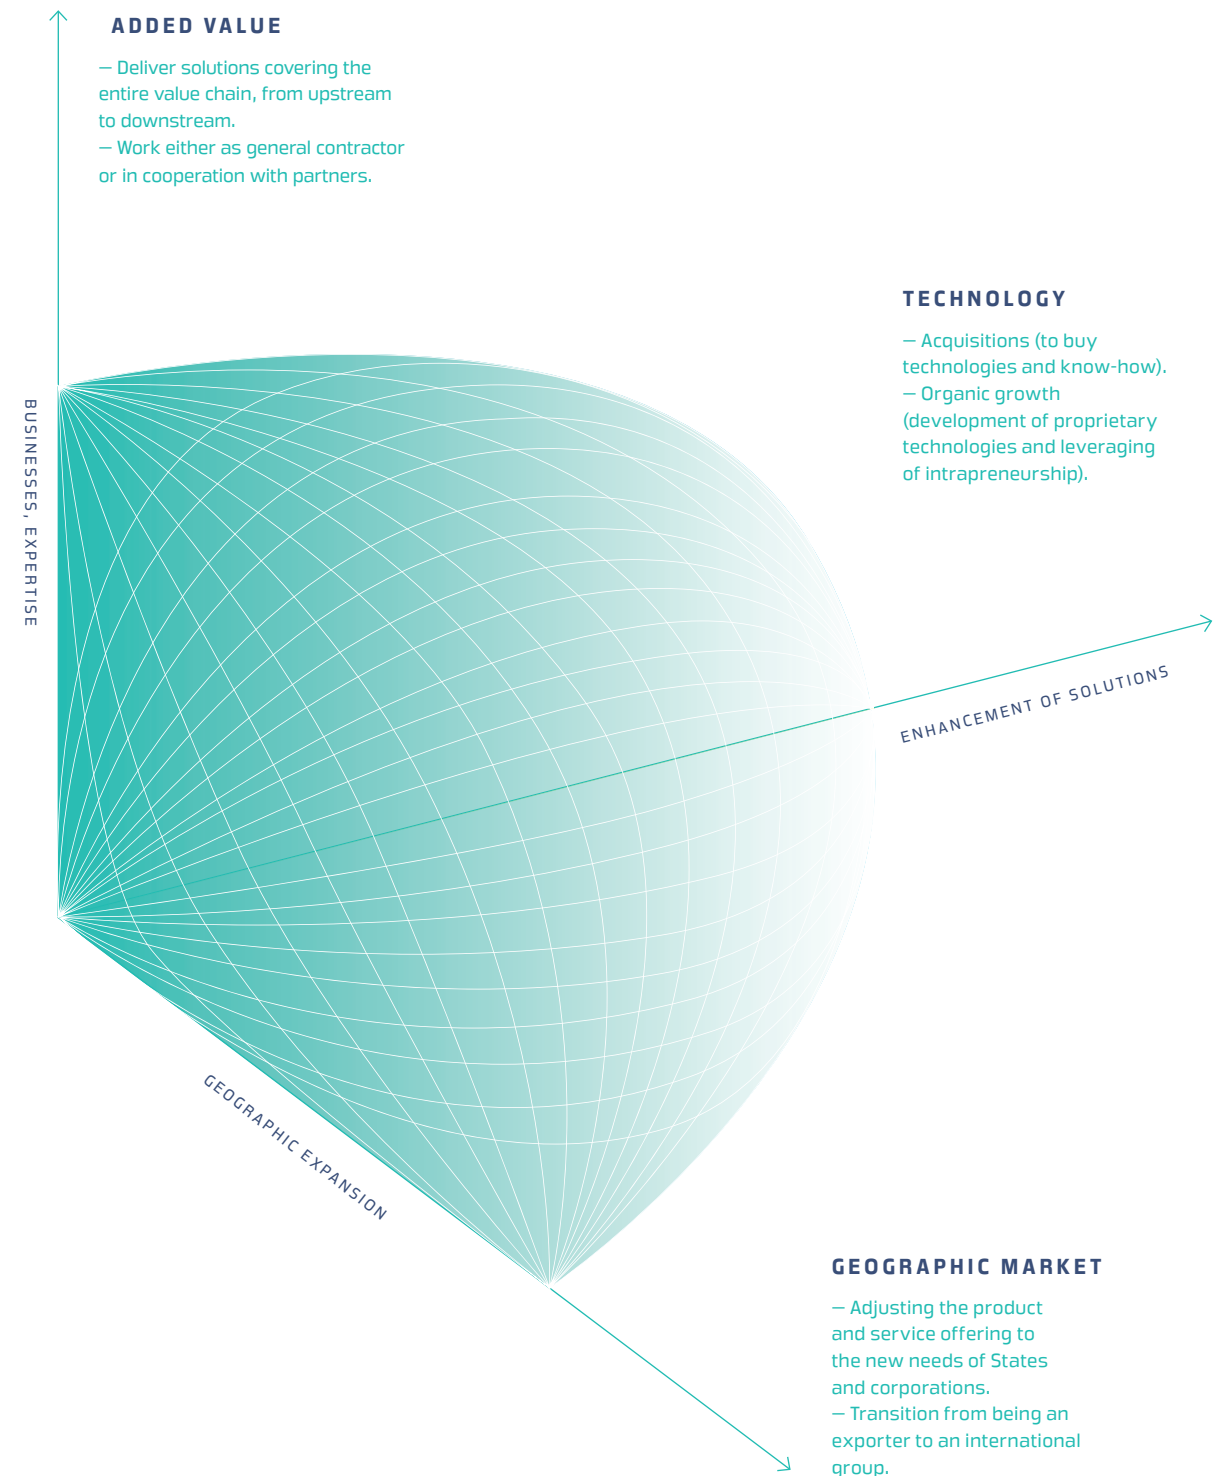 ADDED VALUE
— Deliver solutions covering the
entire value chain, from upstream
to downstream.
— Work either as general contractor
or in cooperation with partners.
TECHNOLOGY
— Acquisitions (to buy
technologies and know-how).
— Organic growth
(development of proprietary
technologies and leveraging
of intrapreneurship).
BUSINESSES, EXPERTISE
ENHANCEMENT OF SOLUTIONS
GEOGRAPHIC EXPANSION
GEOGRAPHIC MARKET
— Adjusting the product
and service offering to
the new needs of States
and corporations.
— Transition from being an
exporter to an international
group.